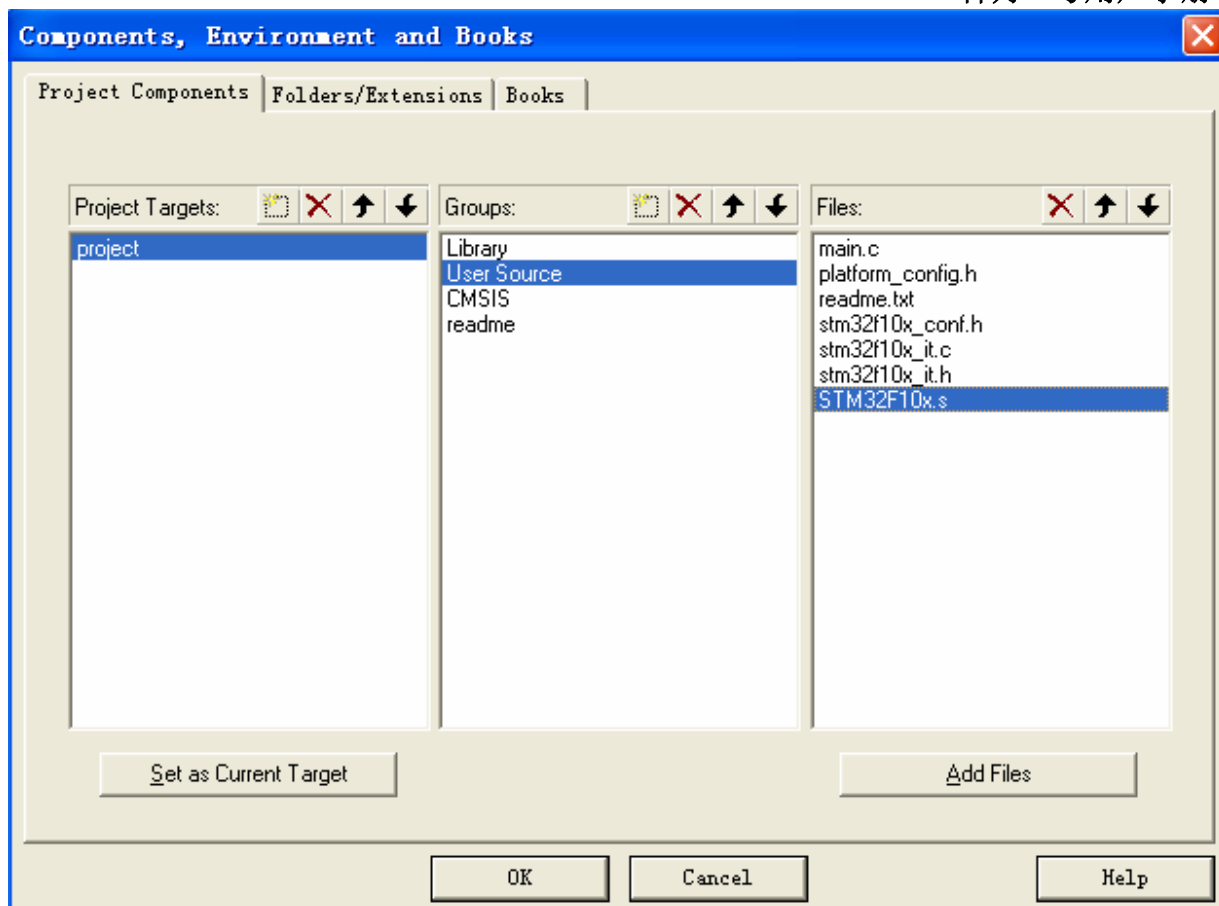 Components, Environment and Books
Project Components Folders/Extensions Books
Project Targets: Groups: Files:
project
Library
User Source
CMSIS
readme
main.c
platform_config.h
readme.txt
stm32f10x_conf.h
stm32f10x_it.c
stm32f10x_it.h
STM32F10x.s
Set as Current Target Add Files
OK Cancel Help